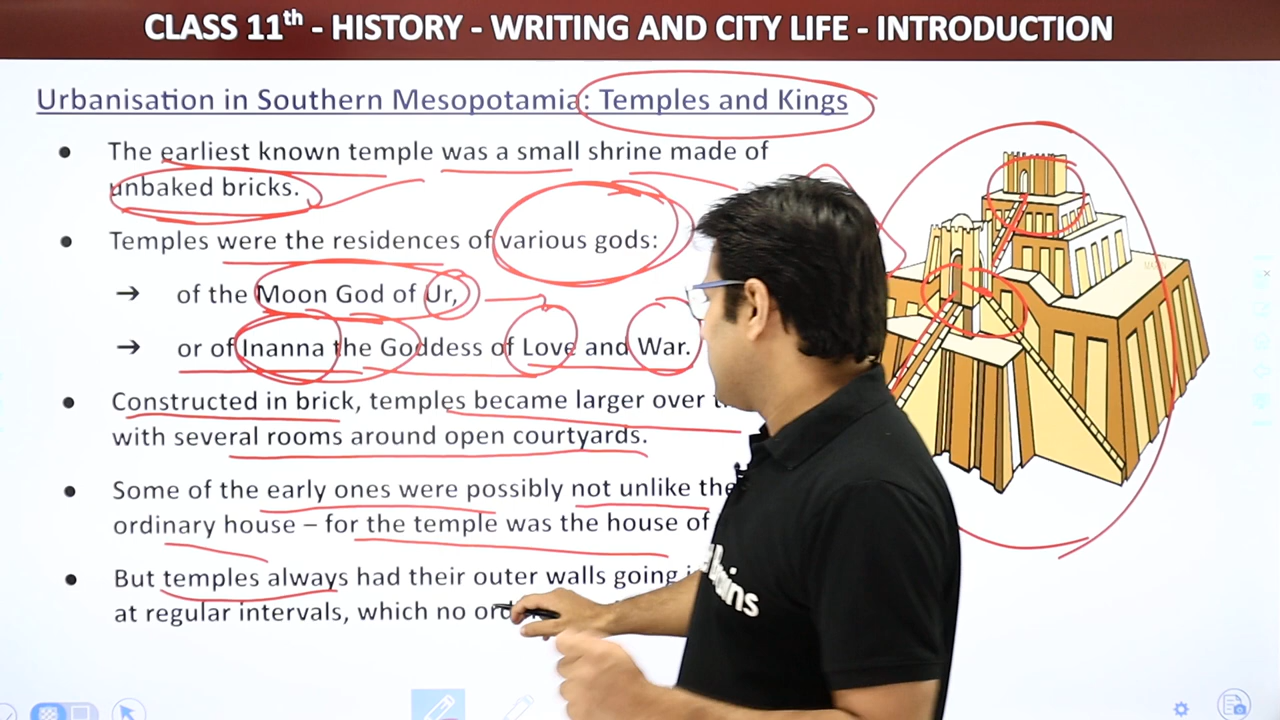 CLASS 11th - HISTORY - WRITING AND CITY LIFE - INTRODUCTION
Urbanisation in Southern Mesopotamia: Temples and Kings
• The earliest known temple was a small shrine made of
unbaked bricks.
• Temples were the residences of various gods:
→ of the Moon God of Ur,
→ or of Inanna the Goddess of Love and War.
• Constructed in brick, temples became larger over
with several rooms around open courtyards.
• Some of the early ones were possibly not unlike the
ordinary house – for the temple was the house of
• But temples always had their outer walls going
at regular intervals, which no